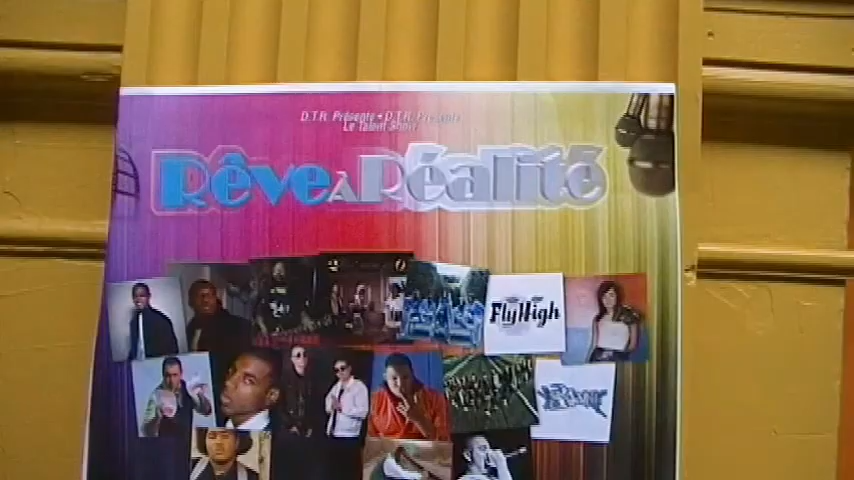 D.T.R. Présente • D.T.R. Présente
Le Talent Show
Rêve À Réalité
FlyHigh